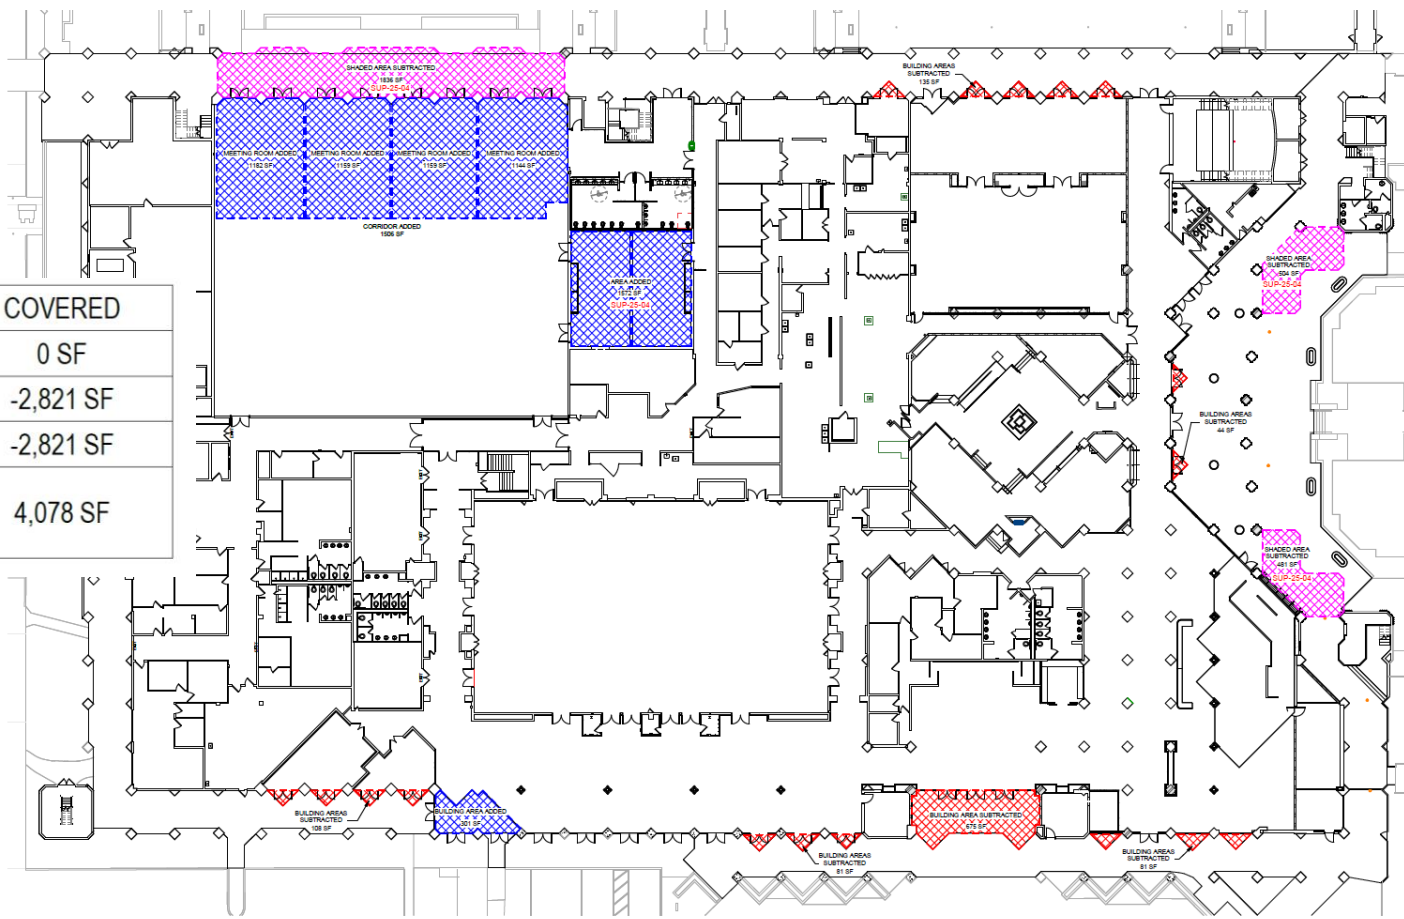 SHADED AREA SUBTRACTED
1836 SF
SUP-25-04
BUILDING AREAS
SUBTRACTED
135 SF
MEETING ROOM ADDED
1182 SF
MEETING ROOM ADDED
1159 SF
MEETING ROOM ADDED
1159 SF
MEETING ROOM ADDED
1144 SF
CORRIDOR ADDED
1506 SF
AREA ADDED
1572 SF
SUP-25-04
SHADED AREA
SUBTRACTED
504 SF
SUP-25-04
COVERED
0 SF
-2,821 SF
-2,821 SF
4,078 SF
BUILDING AREAS
SUBTRACTED
44 SF
SHADED AREA
SUBTRACTED
481 SF
SUP-25-04
BUILDING AREAS
SUBTRACTED
108 SF
BUILDING AREA ADDED
301 SF
BUILDING AREA SUBTRACTED
675 SF
BUILDING AREAS
SUBTRACTED
81 SF
BUILDING AREAS
SUBTRACTED
81 SF